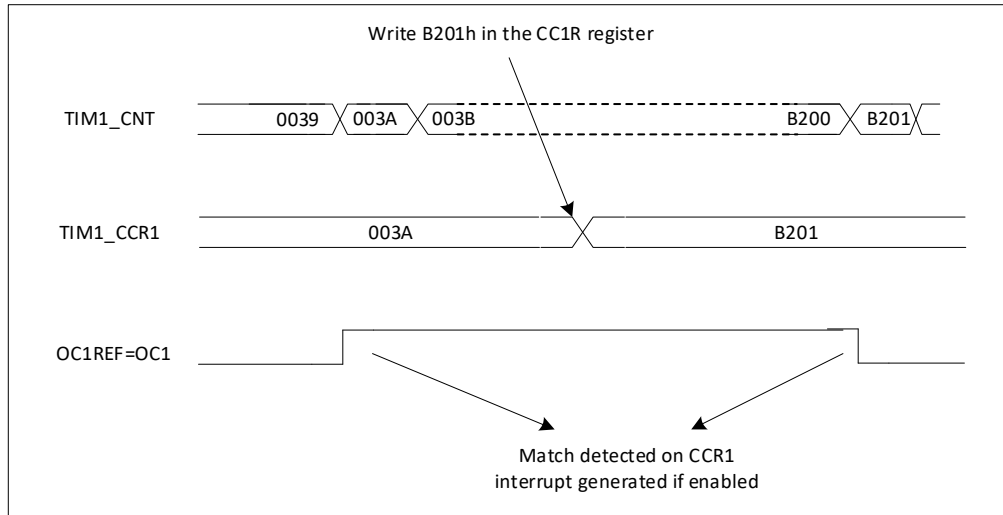 Write B201h in the CC1R register
TIM1_CNT
0039
003A
003B
B200
B201
TIM1_CCR1
003A
B201
OC1REF=OC1
Match detected on CCR1
interrupt generated if enabled